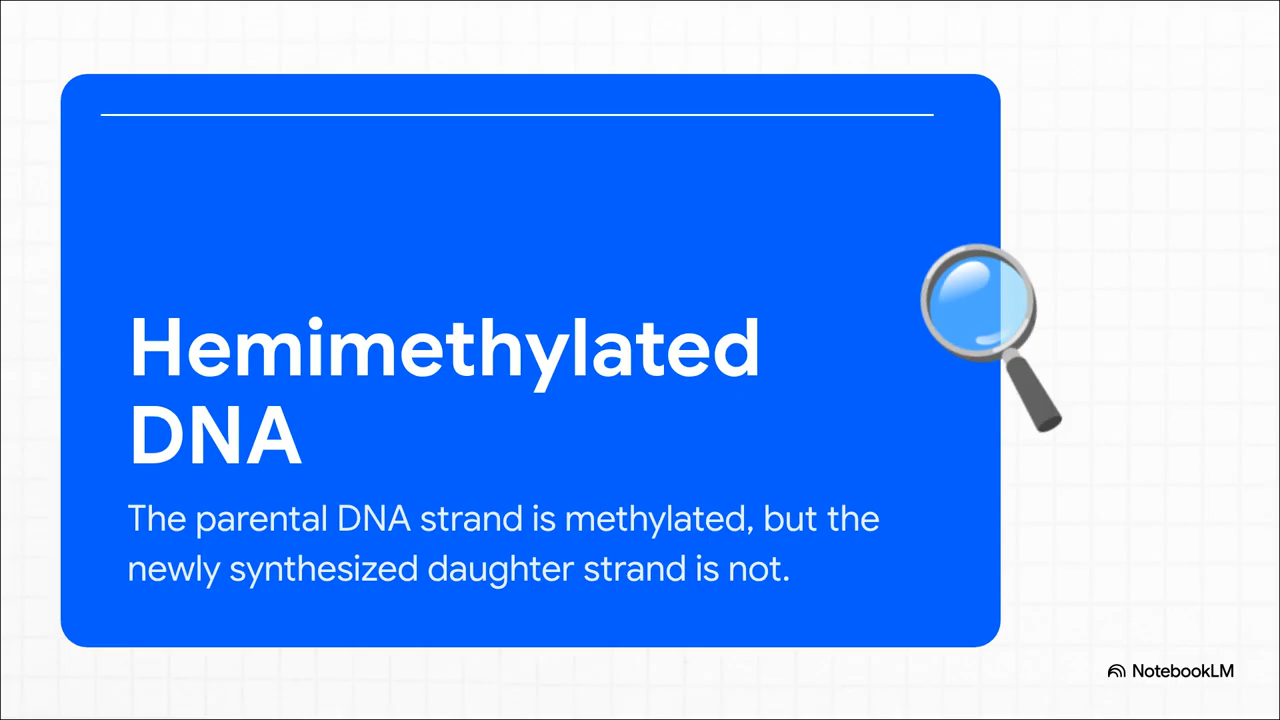 Hemimethylated
DNA
The parental DNA strand is methylated, but the
newly synthesized daughter strand is not.
NotebookLM